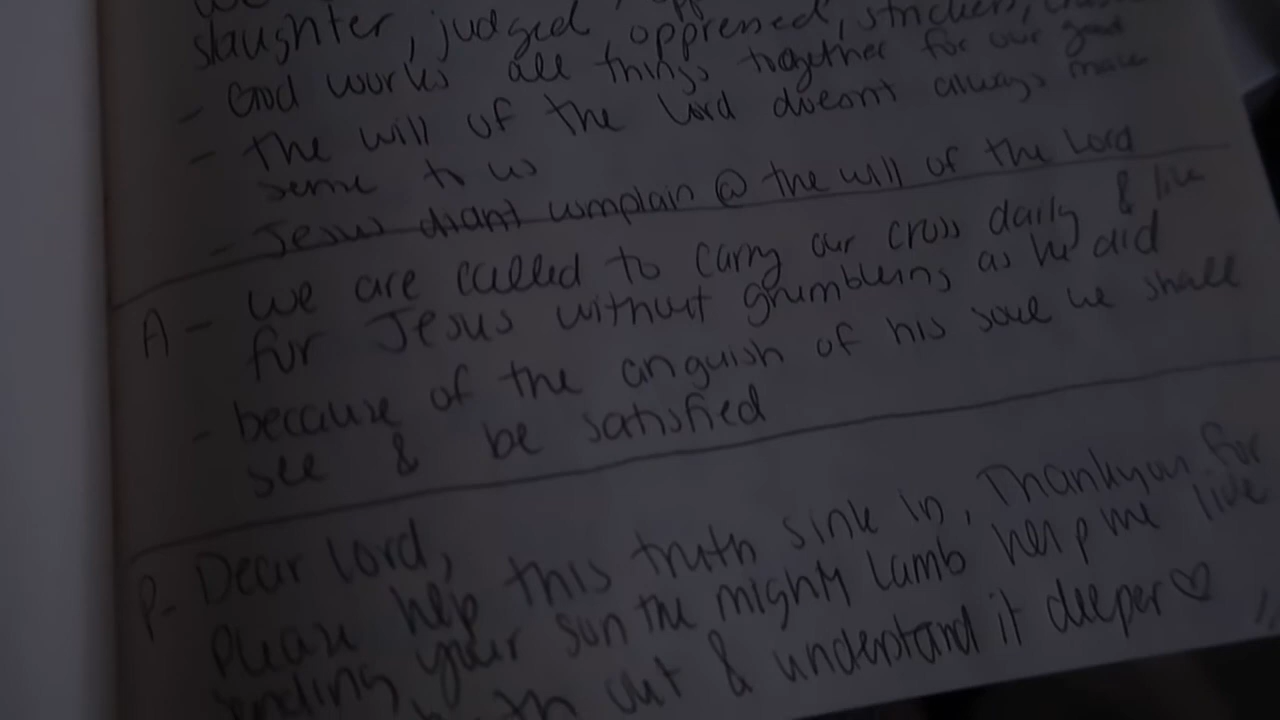 slaughter, judged, oppressed, stricken,
- God works all things together for our good
- the will of the Lord doesnt always make
sense to us
- Jesus didnt complain @ the will of the Lord
A - we are called to carry our cross daily & live
for Jesus without grumbling as he did
- because of the anguish of his soul he shall
see & be satisfied
P- Dear Lord,
Please help this truth sink in, Thankyou for
sending your son the mighty lamb help me live
out & understand it deeper♡